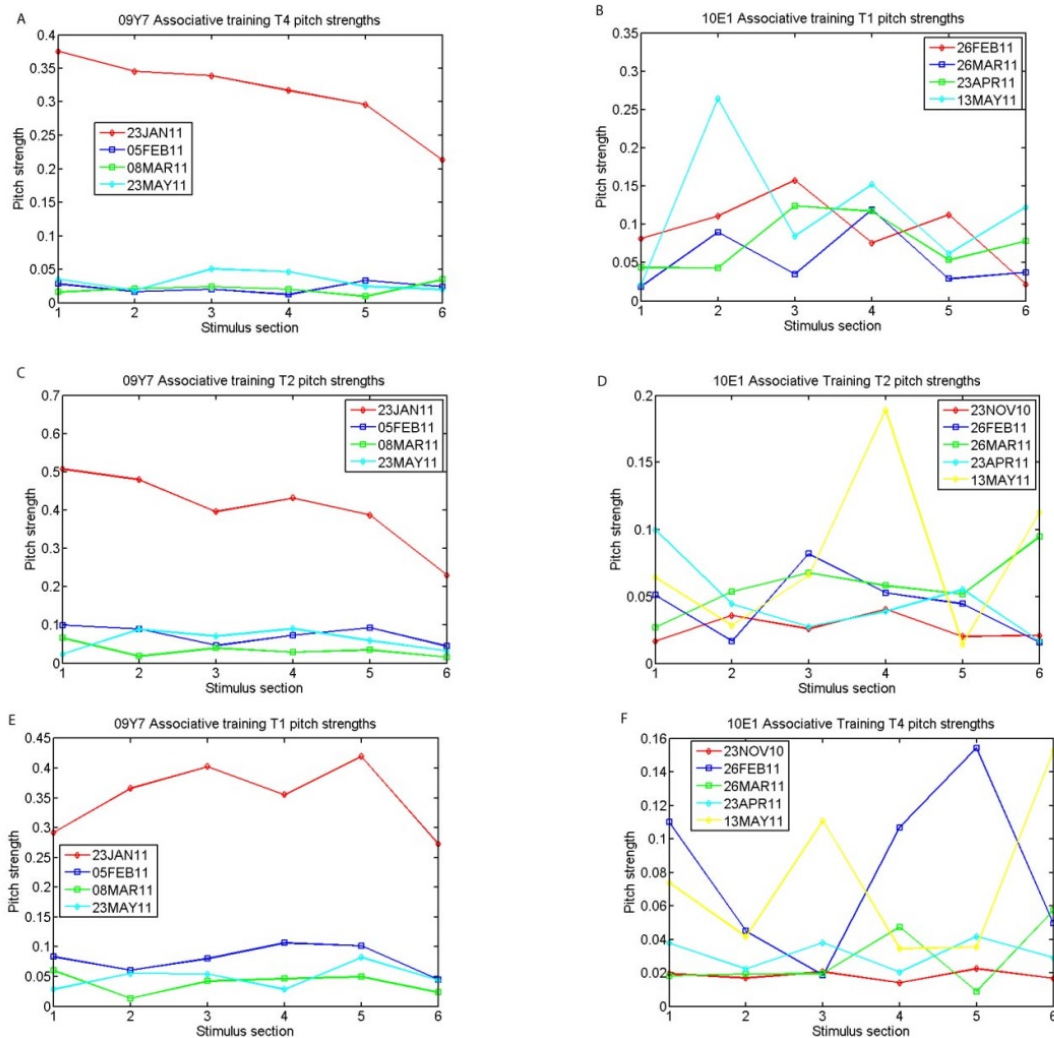 A
09Y7 Associative training T4 pitch strengths
Pitch strength
0.4
0.35
0.3
0.25
0.2
0.15
0.1
0.05
0
23JAN11
05FEB11
08MAR11
23MAY11
1 2 3 4 5 6
Stimulus section
B
10E1 Associative training T1 pitch strengths
Pitch strength
0.35
0.3
0.25
0.2
0.15
0.1
0.05
0
26FEB11
26MAR11
23APR11
13MAY11
1 2 3 4 5 6
Stimulus section
C
09Y7 Associative training T2 pitch strengths
Pitch strength
0.7
0.6
0.5
0.4
0.3
0.2
0.1
0
23JAN11
05FEB11
08MAR11
23MAY11
1 2 3 4 5 6
Stimulus section
D
10E1 Associative Training T2 pitch strengths
Pitch strength
0.2
0.15
0.1
0.05
0
23NOV10
26FEB11
26MAR11
23APR11
13MAY11
1 2 3 4 5 6
Stimulus section
E
09Y7 Associative training T1 pitch strengths
Pitch strength
0.45
0.4
0.35
0.3
0.25
0.2
0.15
0.1
0.05
0
23JAN11
05FEB11
08MAR11
23MAY11
1 2 3 4 5 6
Stimulus section
F
10E1 Associative Training T4 pitch strengths
Pitch strength
0.16
0.14
0.12
0.1
0.08
0.06
0.04
0.02
0
23NOV10
26FEB11
26MAR11
23APR11
13MAY11
1 2 3 4 5 6
Stimulus section